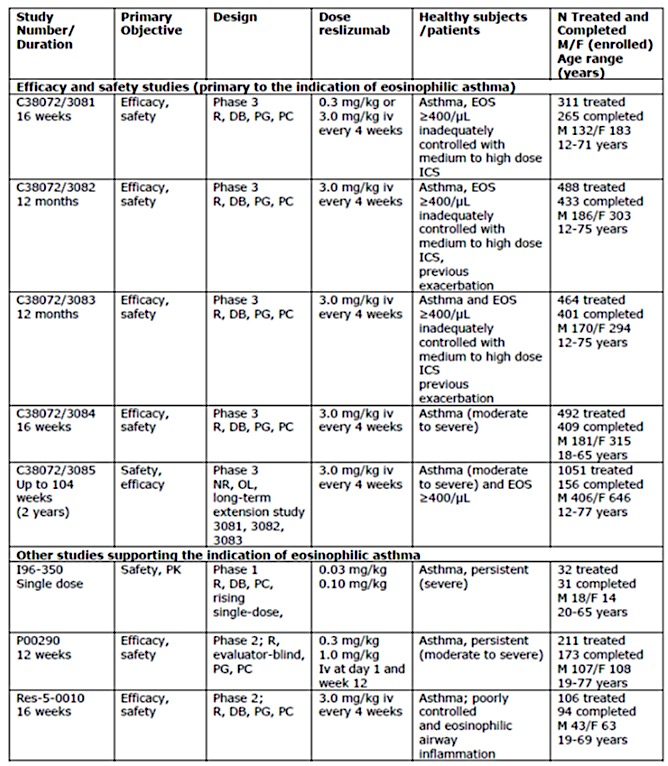 Study Number/ Duration | Primary Objective | Design | Dose reslizumab | Healthy subjects /patients | N Treated and Completed M/F (enrolled) Age range (years)
Efficacy and safety studies (primary to the indication of eosinophilic asthma)
C38072/3081 16 weeks | Efficacy, safety | Phase 3 R, DB, PG, PC | 0.3 mg/kg or 3.0 mg/kg iv every 4 weeks | Asthma, EOS ≥400/µL inadequately controlled with medium to high dose ICS | 311 treated 265 completed M 132/F 183 12-71 years
C38072/3082 12 months | Efficacy, safety | Phase 3 R, DB, PG, PC | 3.0 mg/kg iv every 4 weeks | Asthma, EOS ≥400/µL inadequately controlled with medium to high dose ICS, previous exacerbation | 488 treated 433 completed M 186/F 303 12-75 years
C38072/3083 12 months | Efficacy, safety | Phase 3 R, DB, PG, PC | 3.0 mg/kg iv every 4 weeks | Asthma and EOS ≥400/µL inadequately controlled with medium to high dose ICS previous exacerbation | 464 treated 401 completed M 170/F 294 12-75 years
C38072/3084 16 weeks | Efficacy, safety | Phase 3 R, DB, PG, PC | 3.0 mg/kg iv every 4 weeks | Asthma (moderate to severe) | 492 treated 409 completed M 181/F 315 18-65 years
C38072/3085 Up to 104 weeks (2 years) | Safety, efficacy | Phase 3 NR, OL, long-term extension study 3081, 3082, 3083 | 3.0 mg/kg iv every 4 weeks | Asthma (moderate to severe) and EOS ≥400/µL | 1051 treated 156 completed M 406/F 646 12-77 years
Other studies supporting the indication of eosinophilic asthma
I96-350 Single dose | Safety, PK | Phase 1 R, DB, PC, rising single-dose, | 0.03 mg/kg 0.10 mg/kg | Asthma, persistent (severe) | 32 treated 31 completed M 18/F 14 20-65 years
P00290 12 weeks | Efficacy, safety | Phase 2; R, evaluator-blind, PG, PC | 0.3 mg/kg 1.0 mg/kg Iv at day 1 and week 12 | Asthma, persistent (moderate to severe) | 211 treated 173 completed M 107/F 108 19-77 years
Res-5-0010 16 weeks | Efficacy, safety | Phase 2; R, DB, PG, PC | 3.0 mg/kg iv every 4 weeks | Asthma; poorly controlled and eosinophilic airway inflammation | 106 treated 94 completed M 43/F 63 19-69 years